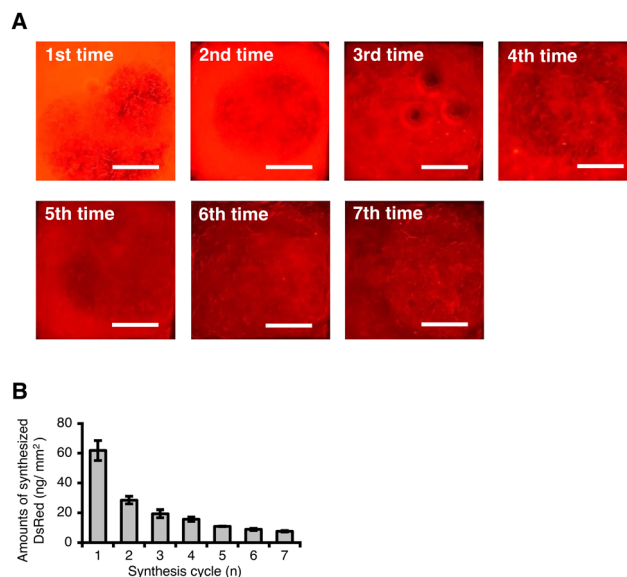 A
1st time
2nd time
3rd time
4th time
5th time
6th time
7th time
B
Amounts of synthesized
DsRed (ng/ mm²)
80
60
40
20
0
1 2 3 4 5 6 7
Synthesis cycle (n)